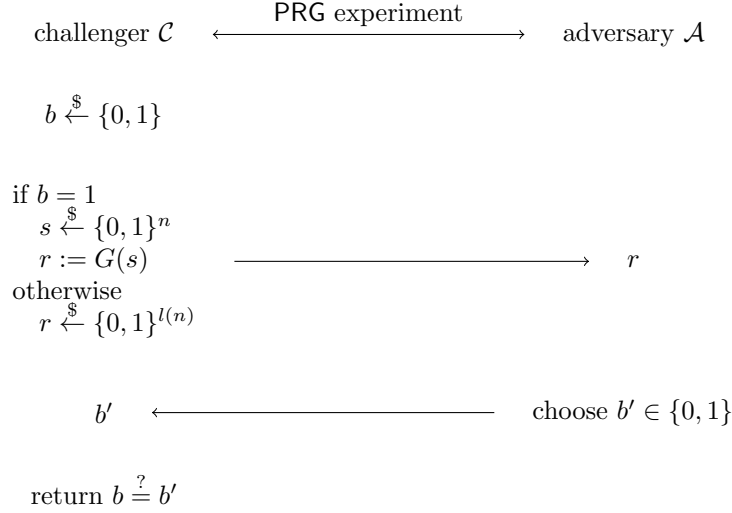 PRG experiment
challenger 𝒞 adversary 𝒜
b $← {0, 1}
if b = 1
s $← {0, 1}ⁿ
r := G(s) r
otherwise
r $← {0, 1}ˡ⁽ⁿ⁾
b′ choose b′ ∈ {0, 1}
return b ≟ b′